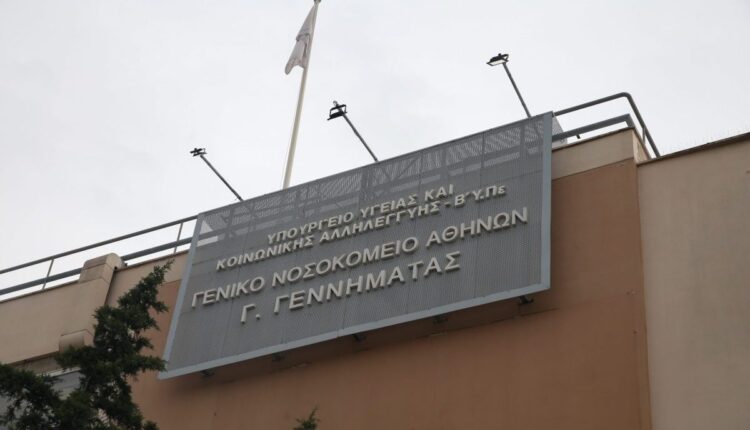 ΥΠΟΥΡΓΕΙΟ ΥΓΕΙΑΣ ΚΑΙ
ΚΟΙΝΩΝΙΚΗΣ ΑΛΛΗΛΕΓΓΥΗΣ - Β΄Υ.Πε
ΓΕΝΙΚΟ ΝΟΣΟΚΟΜΕΙΟ ΑΘΗΝΩΝ
Γ. ΓΕΝΝΗΜΑΤΑΣ